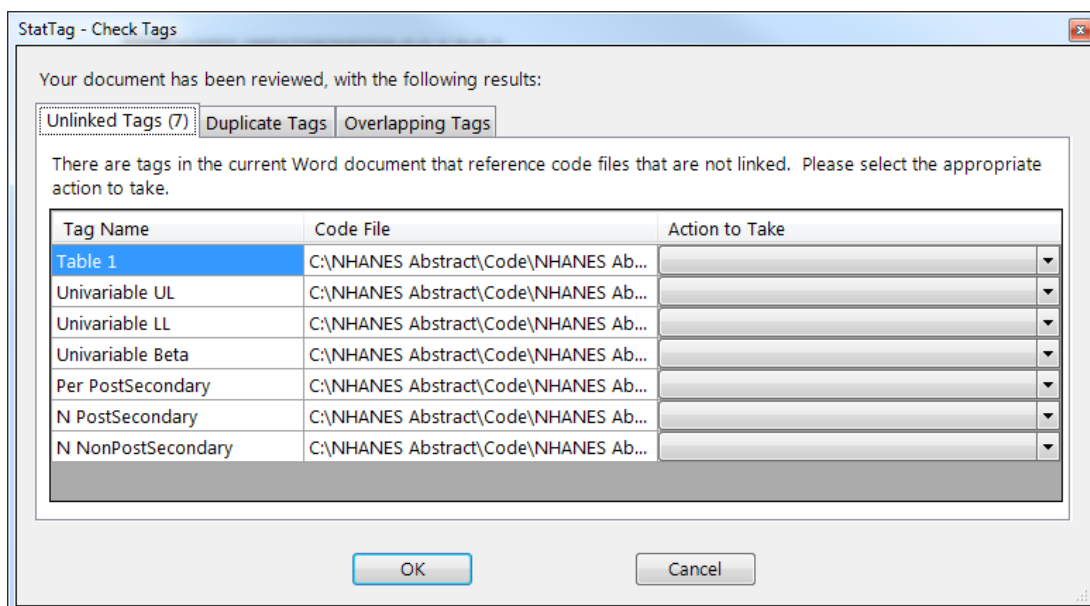 StatTag - Check Tags
Your document has been reviewed, with the following results:
Unlinked Tags (7) Duplicate Tags Overlapping Tags
There are tags in the current Word document that reference code files that are not linked. Please select the appropriate
action to take.
Tag Name Code File Action to Take
Table 1 C:\NHANES Abstract\Code\NHANES Ab...
Univariable UL C:\NHANES Abstract\Code\NHANES Ab...
Univariable LL C:\NHANES Abstract\Code\NHANES Ab...
Univariable Beta C:\NHANES Abstract\Code\NHANES Ab...
Per PostSecondary C:\NHANES Abstract\Code\NHANES Ab...
N PostSecondary C:\NHANES Abstract\Code\NHANES Ab...
N NonPostSecondary C:\NHANES Abstract\Code\NHANES Ab...
OK Cancel